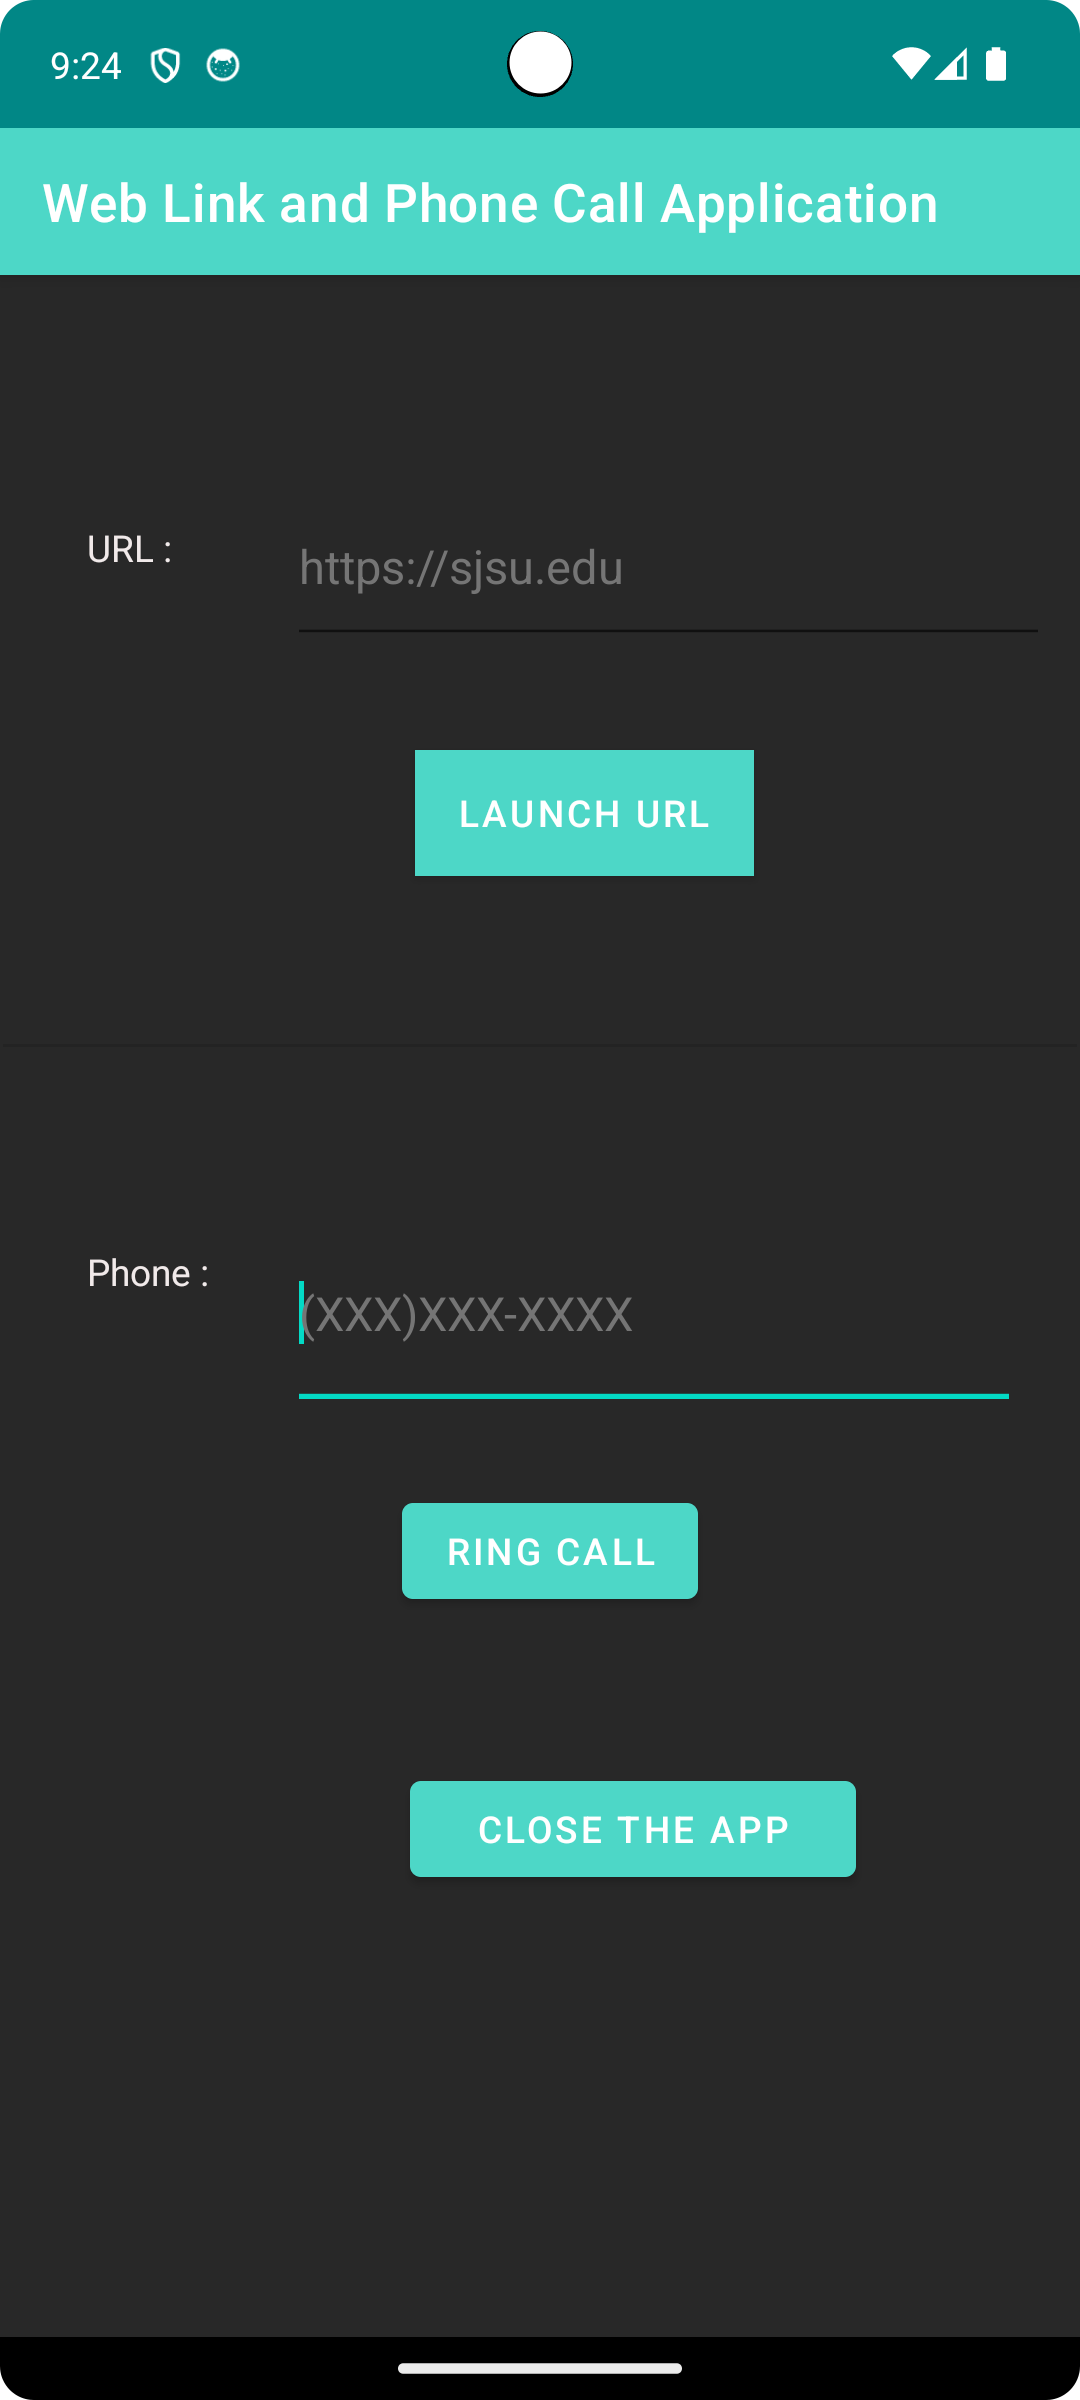 9:24
Web Link and Phone Call Application
URL :
https://sjsu.edu
LAUNCH URL
Phone :
(XXX)XXX-XXXX
RING CALL
CLOSE THE APP